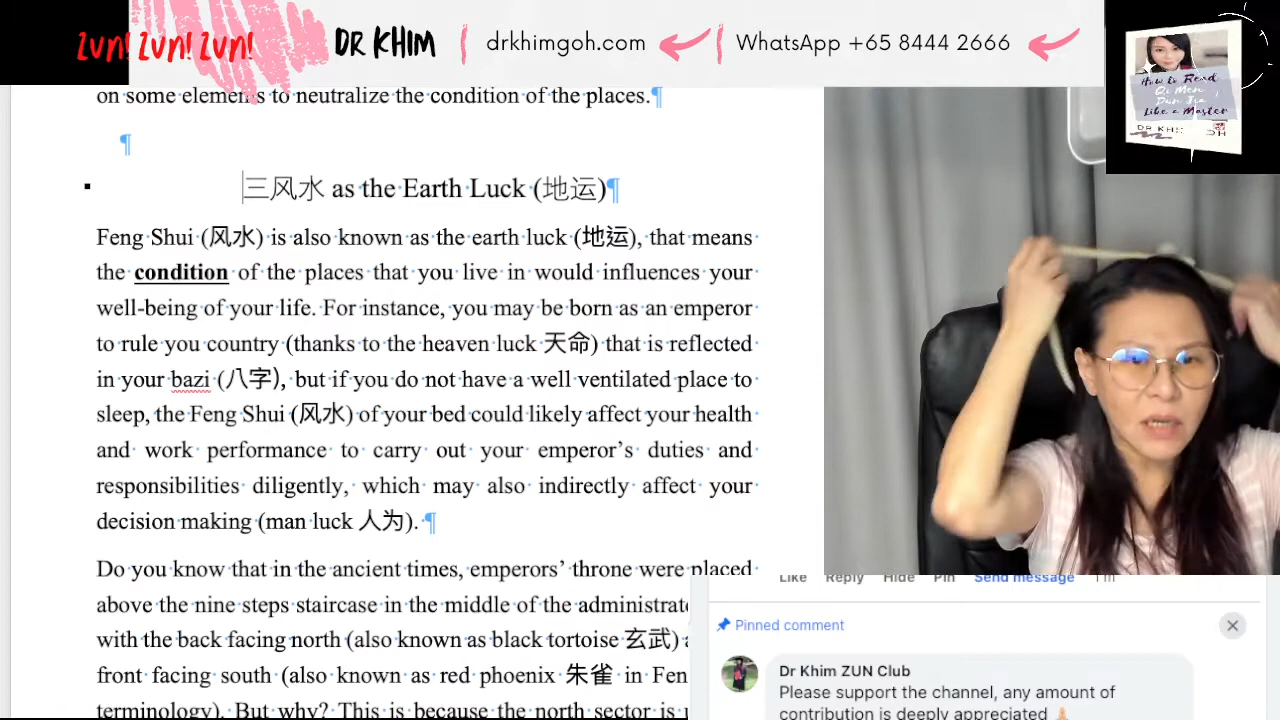 Zun! Zun! Zun! DR KHIM drkhimgoh.com WhatsApp +65 8444 2666
How to Read
Qi Men
Dun Jia
Like a Master
DR KHI
on some elements to neutralize the condition of the places.¶
¶
三风水 as the Earth Luck (地运)¶
Feng Shui (风水) is also known as the earth luck (地运), that means
the condition of the places that you live in would influences your
well-being of your life. For instance, you may be born as an emperor
to rule you country (thanks to the heaven luck 天命) that is reflected
in your bazi (八字), but if you do not have a well ventilated place to
sleep, the Feng Shui (风水) of your bed could likely affect your health
and work performance to carry out your emperor's duties and
responsibilities diligently, which may also indirectly affect your
decision making (man luck 人为). ¶
Do you know that in the ancient times, emperors' throne were placed
above the nine steps staircase in the middle of the administrat
with the back facing north (also known as black tortoise 玄武)
front facing south (also known as red phoenix 朱雀 in Fen
terminology). But why? This is because the north sector is
Like Reply Hide Pin Send message 11m
Pinned comment
Dr Khim ZUN Club
Please support the channel, any amount of
contribution is deeply appreciated 🙏🏼